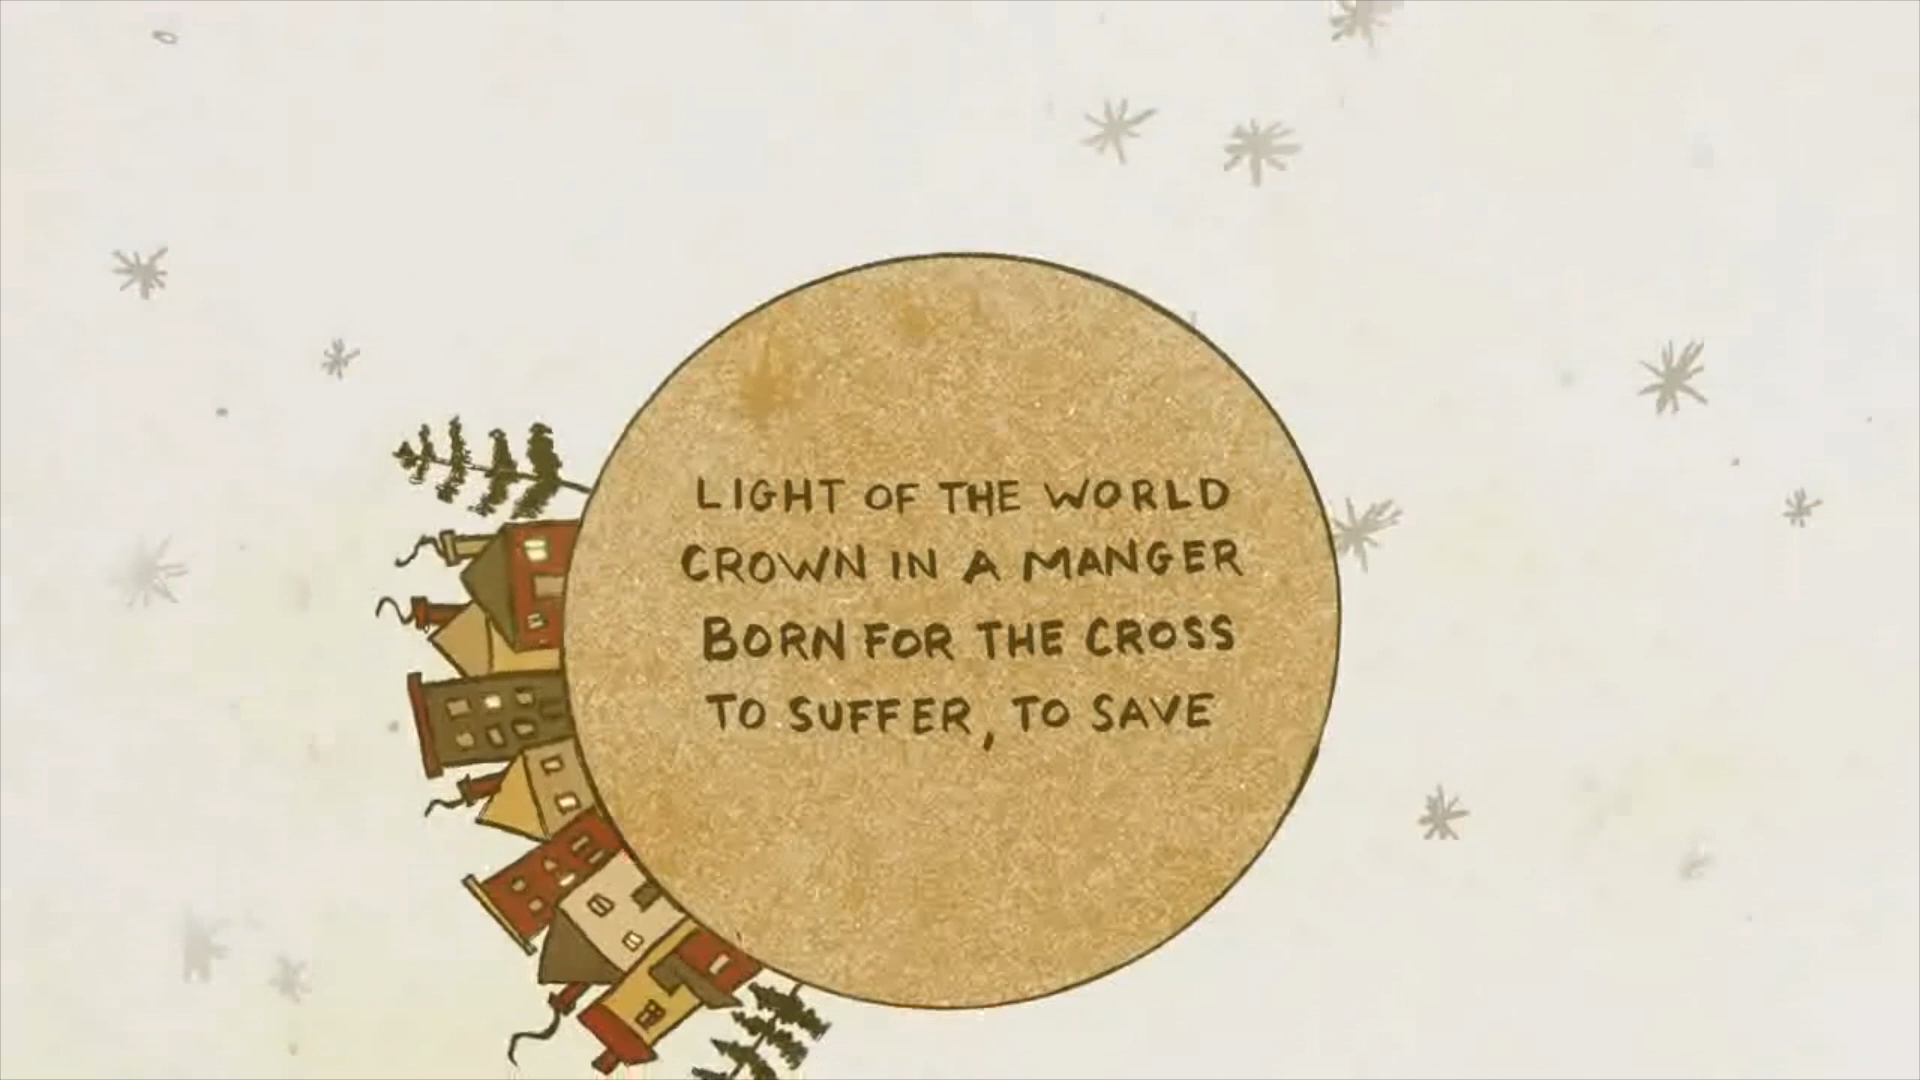 LIGHT OF THE WORLD
CROWN IN A MANGER
BORN FOR THE CROSS
TO SUFFER, TO SAVE